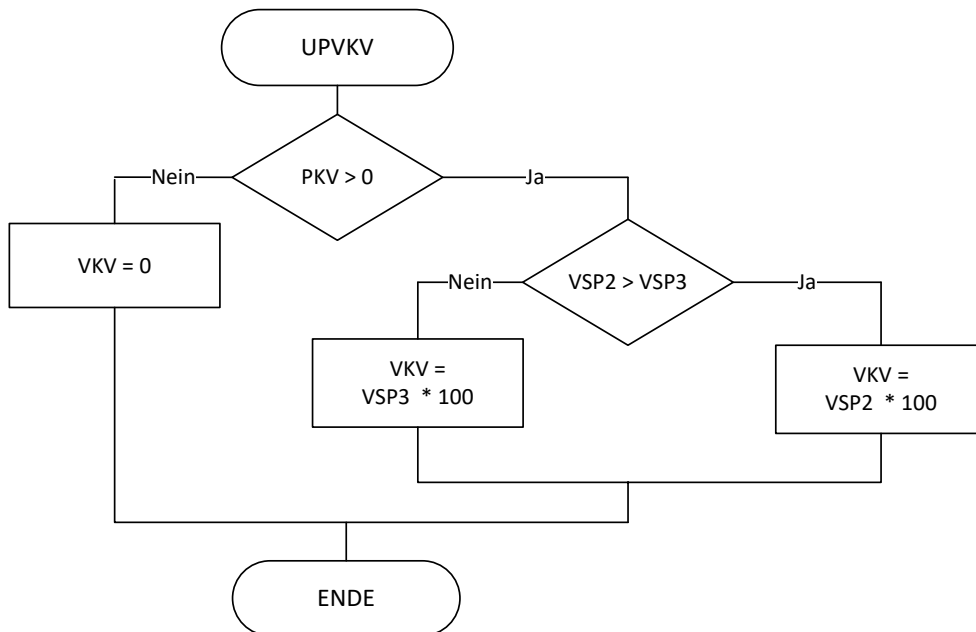 UPVKV
PKV > 0
Nein
Ja
VKV = 0
VSP2 > VSP3
Nein
Ja
VKV =
VSP3 * 100
VKV =
VSP2 * 100
ENDE